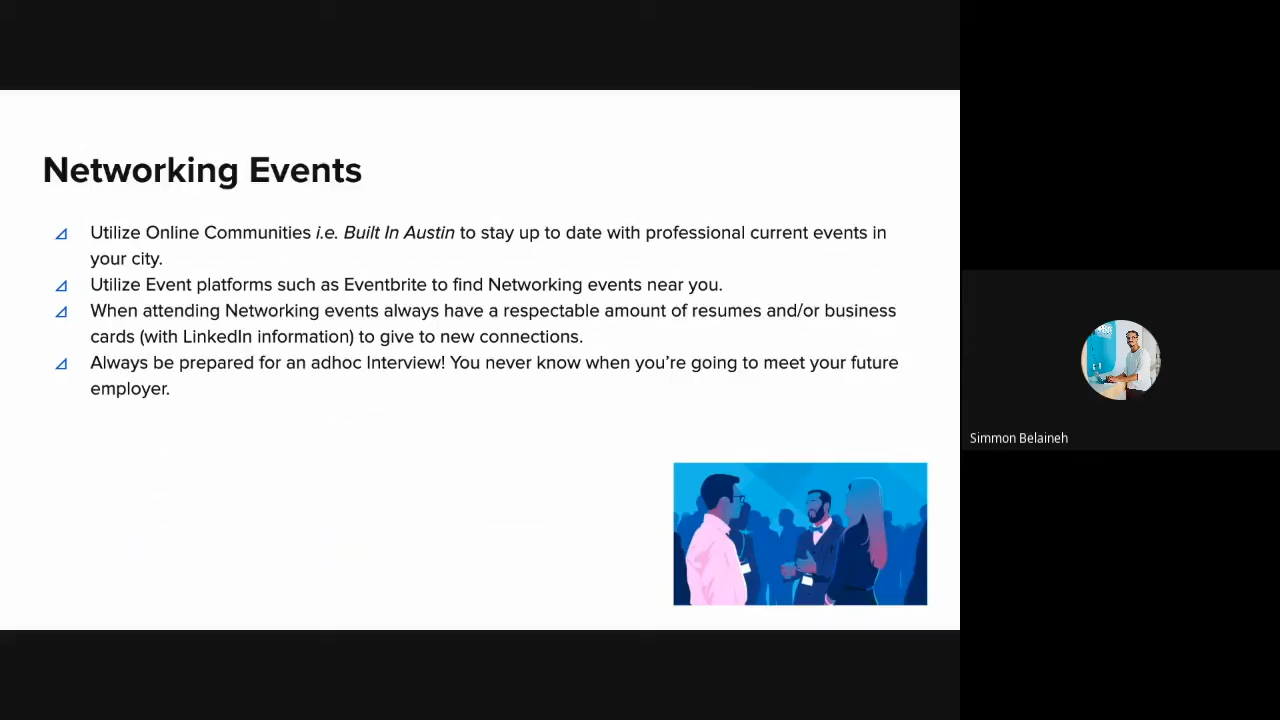 Networking Events
Utilize Online Communities i.e. Built In Austin to stay up to date with professional current events in
your city.
Utilize Event platforms such as Eventbrite to find Networking events near you.
When attending Networking events always have a respectable amount of resumes and/or business
cards (with LinkedIn information) to give to new connections.
Always be prepared for an adhoc Interview! You never know when you're going to meet your future
employer.
Simmon Belaineh